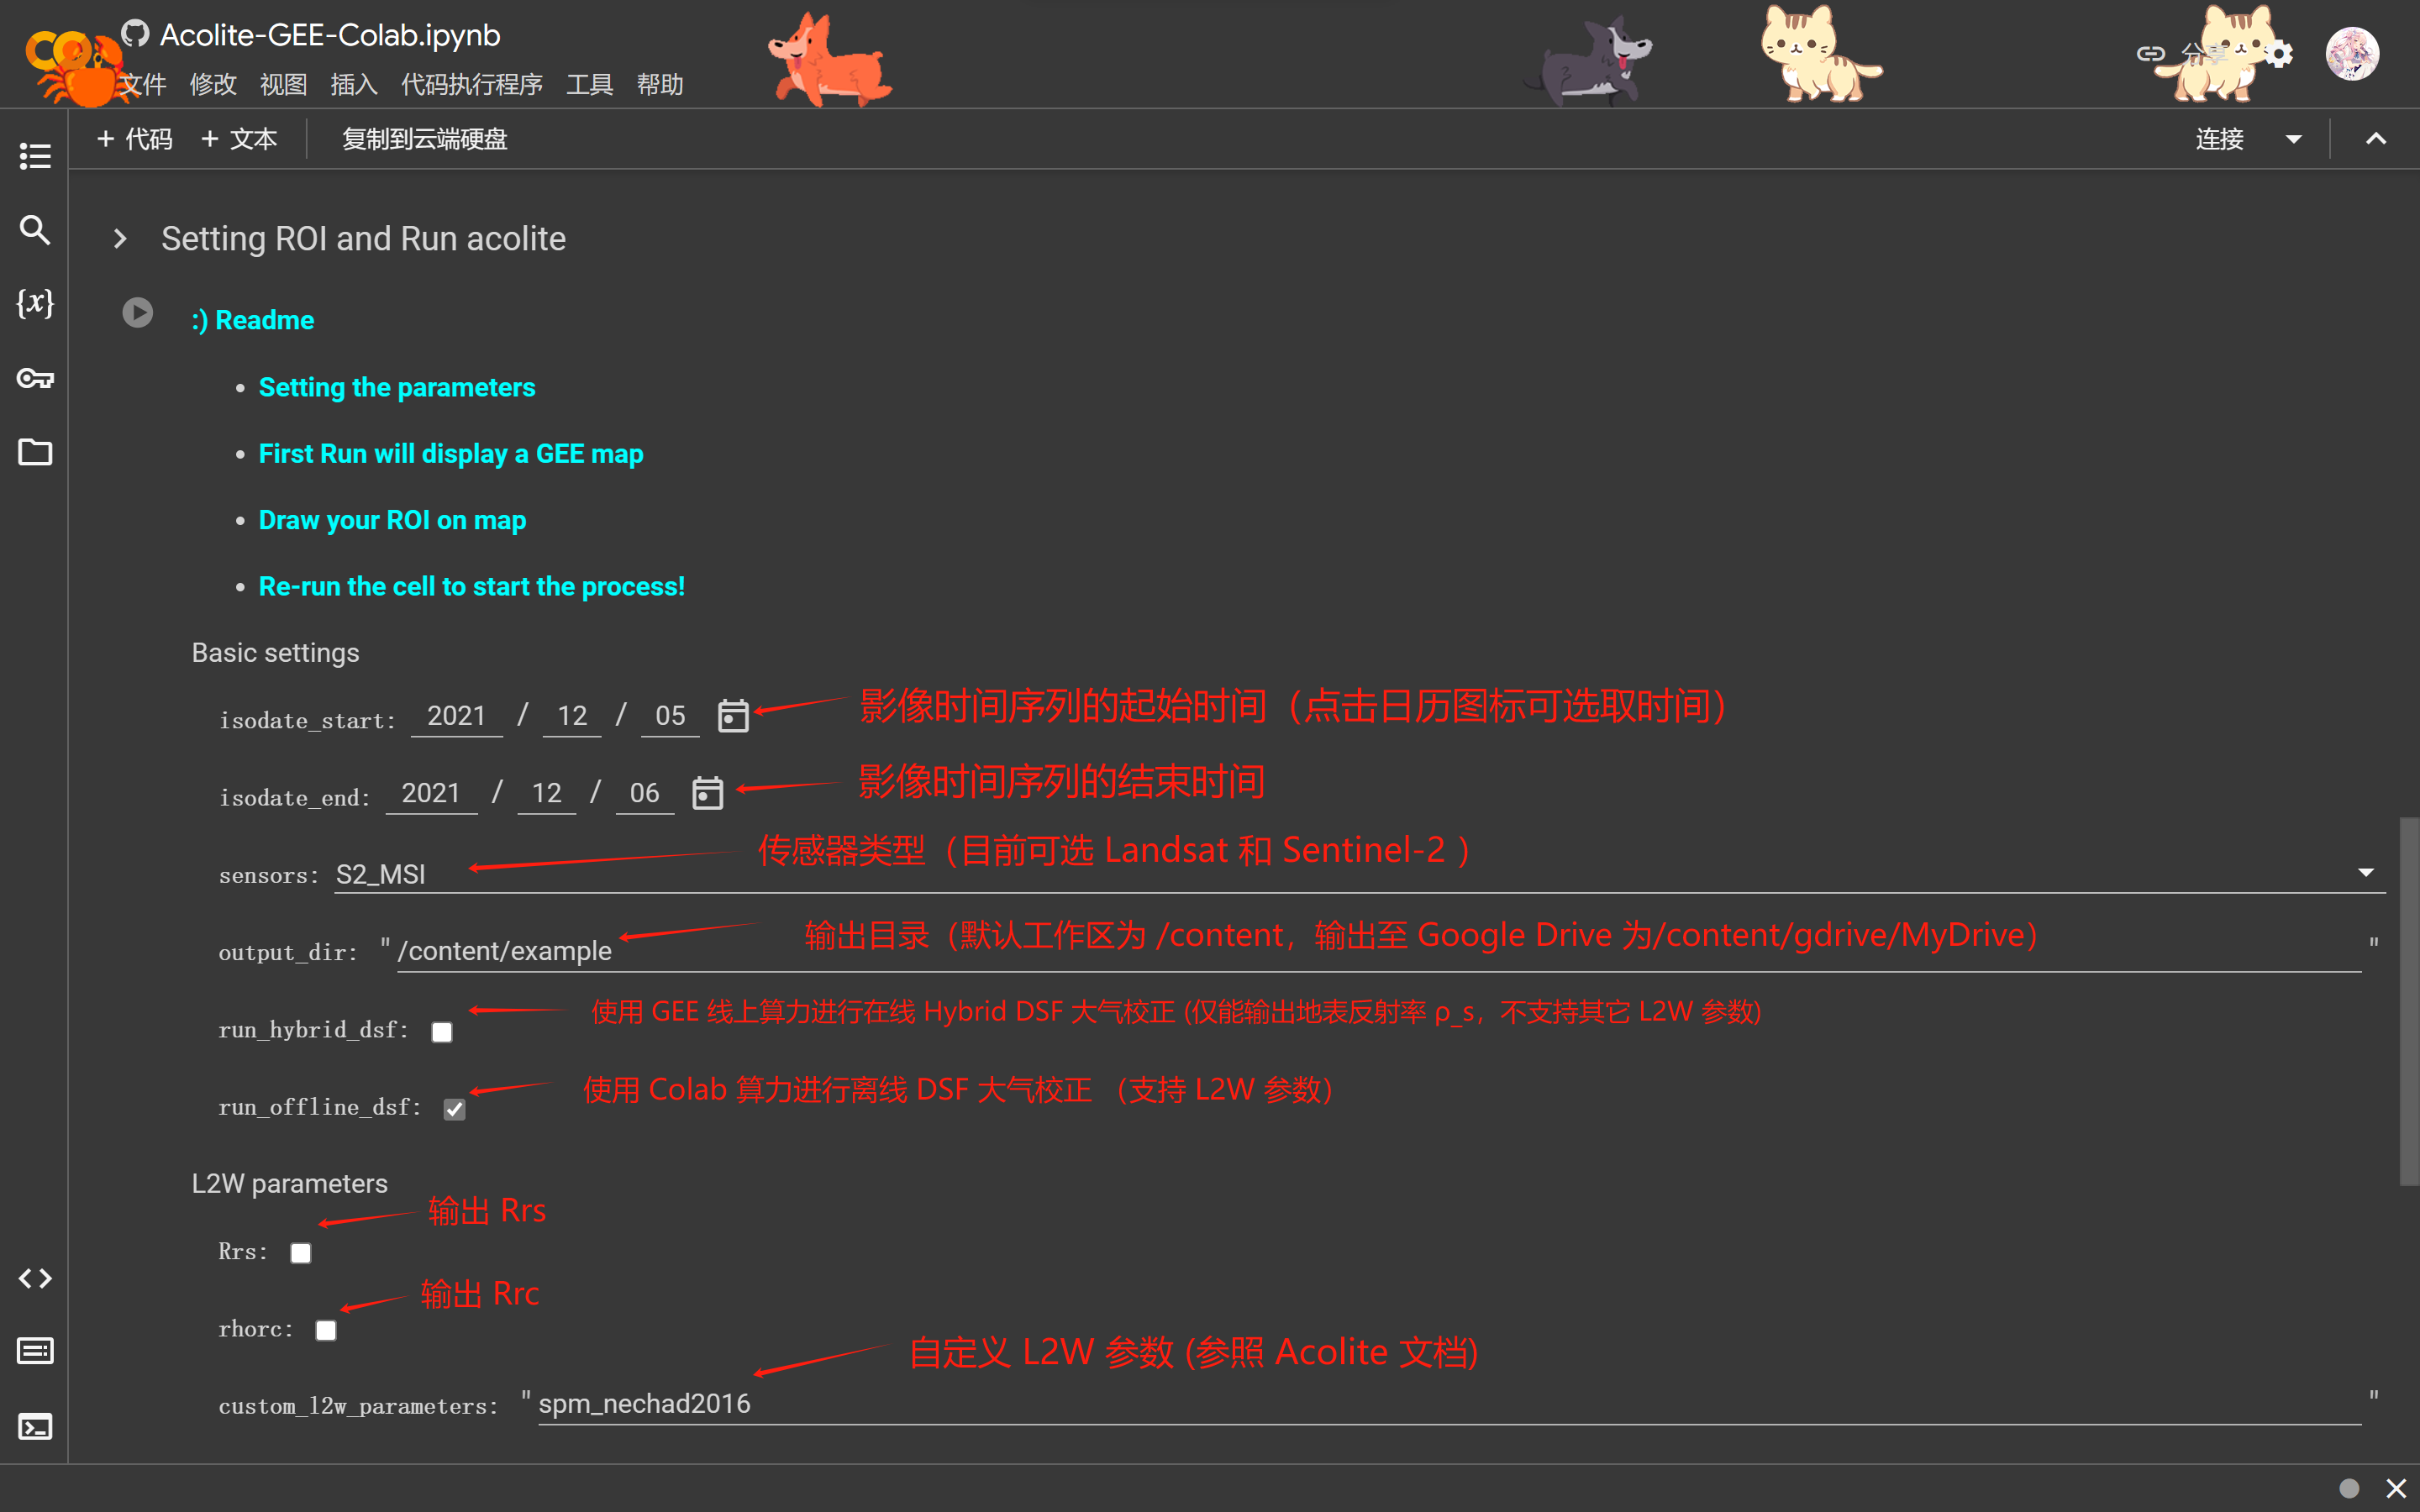 Acolite-GEE-Colab.ipynb
文件 修改 视图 插入 代码执行程序 工具 帮助
分享
+ 代码 + 文本 复制到云端硬盘
连接
Setting ROI and Run acolite
{x}
:) Readme
Setting the parameters
First Run will display a GEE map
Draw your ROI on map
Re-run the cell to start the process!
Basic settings
isodate_start: 2021 / 12 / 05 影像时间序列的起始时间（点击日历图标可选取时间）
isodate_end: 2021 / 12 / 06 影像时间序列的结束时间
传感器类型（目前可选 Landsat 和 Sentinel-2 ）
sensors: S2_MSI
输出目录（默认工作区为 /content，输出至 Google Drive 为/content/gdrive/MyDrive）
output_dir: "/content/example"
使用 GEE 线上算力进行在线 Hybrid DSF 大气校正 (仅能输出地表反射率 ρ_s，不支持其它 L2W 参数)
run_hybrid_dsf:
使用 Colab 算力进行离线 DSF 大气校正 （支持 L2W 参数）
run_offline_dsf:
L2W parameters
输出 Rrs
Rrs:
输出 Rrc
rhorc:
自定义 L2W 参数 (参照 Acolite 文档)
custom_l2w_parameters: "spm_nechad2016"